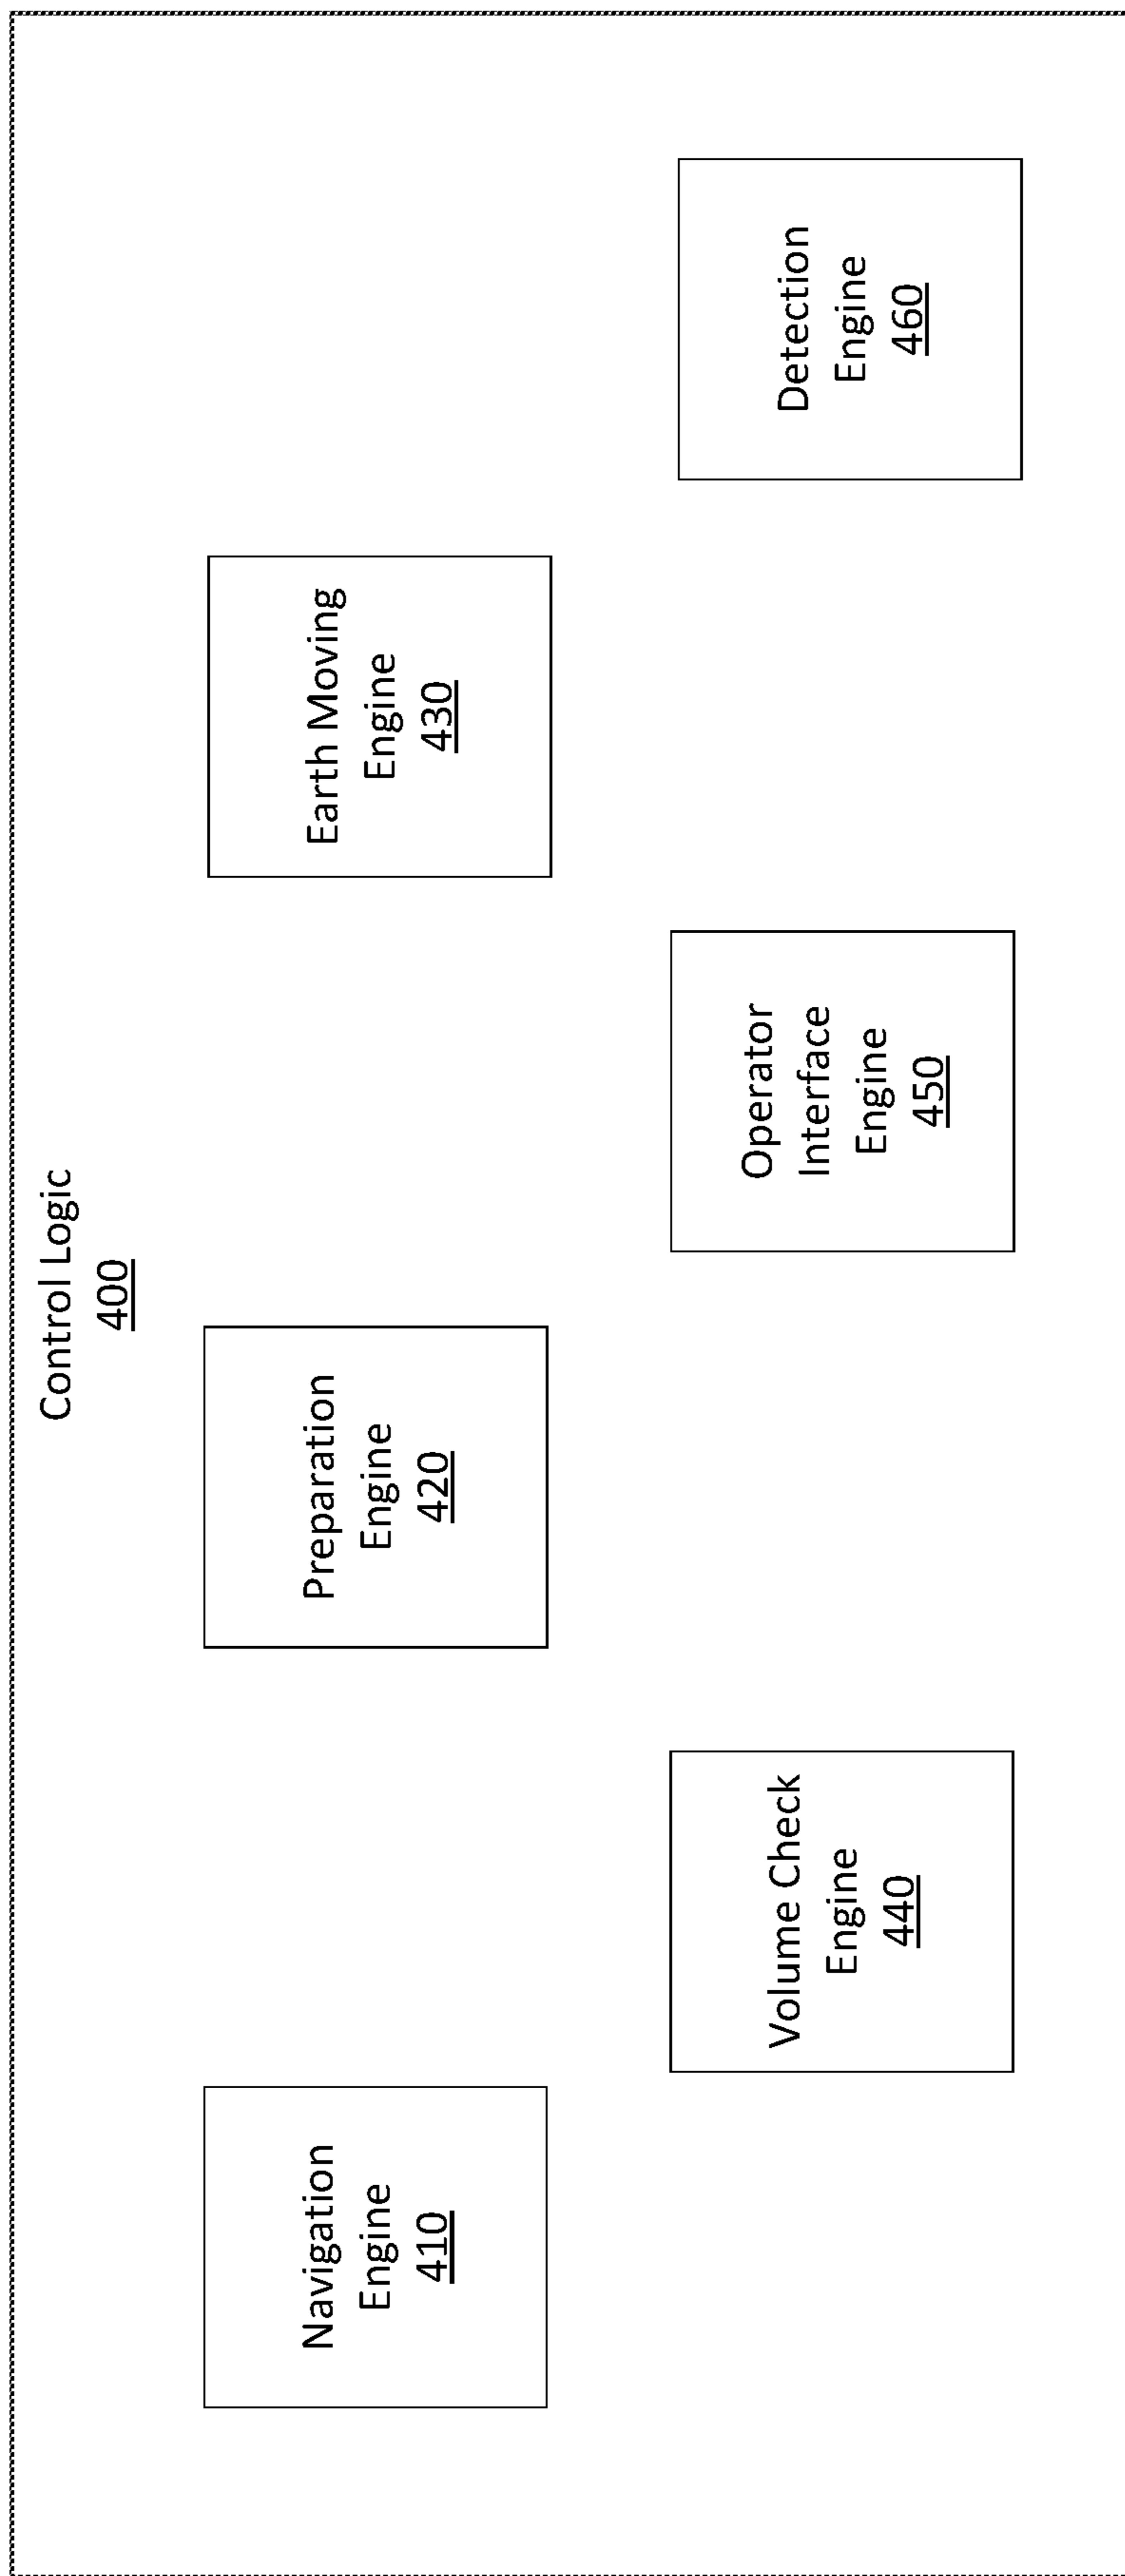 Control Logic
400
Navigation
Engine
410
Preparation
Engine
420
Earth Moving
Engine
430
Volume Check
Engine
440
Operator
Interface
Engine
450
Detection
Engine
460